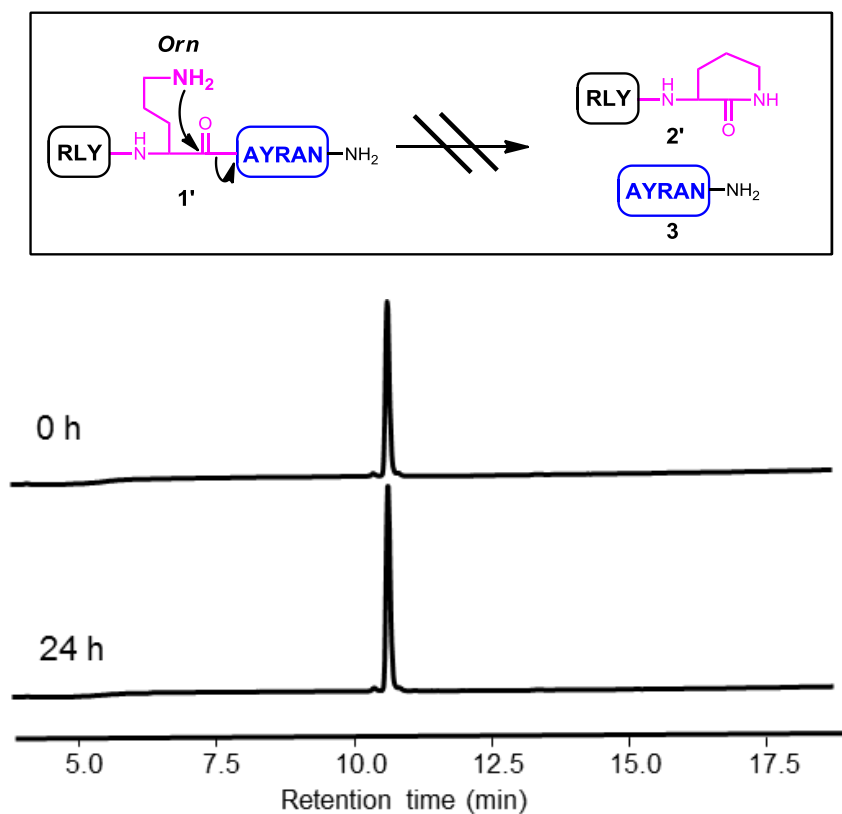 Orn
NH2
O
H
N
RLY
AYRAN
NH2
1'
H
N
RLY
NH
O
2'
AYRAN
NH2
3
0 h
24 h
5.0 7.5 10.0 12.5 15.0 17.5
Retention time (min)